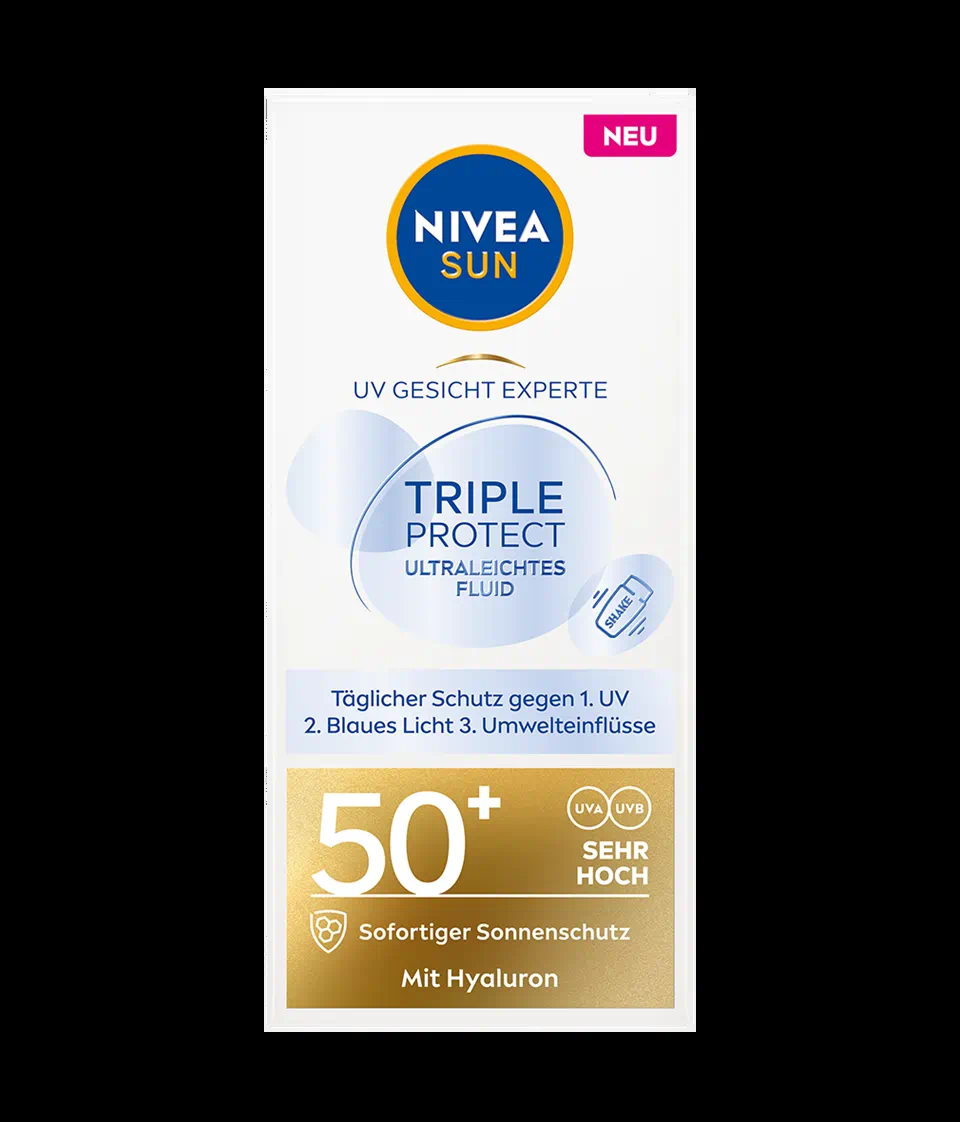 NEU
NIVEA
SUN
UV GESICHT EXPERTE
TRIPLE
PROTECT
ULTRALEICHTES
FLUID
SHAKE
Täglicher Schutz gegen 1. UV
2. Blaues Licht 3. Umwelteinflüsse
50+
UVA UVB
SEHR
HOCH
Sofortiger Sonnenschutz
Mit Hyaluron